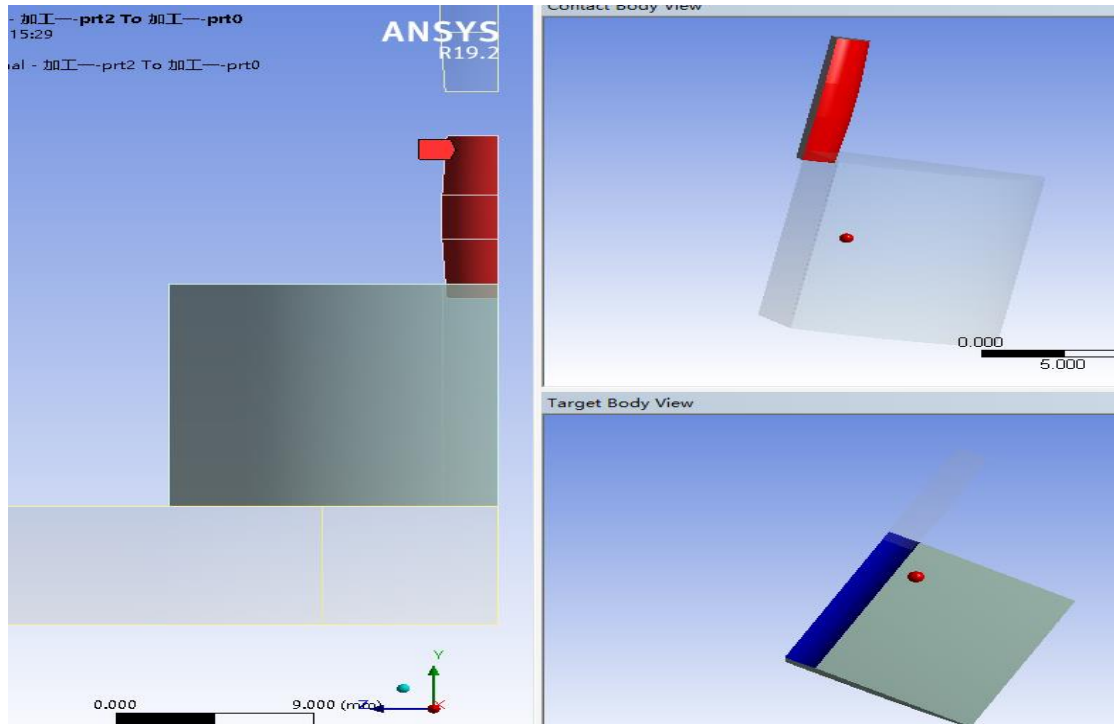 - 加工一-prt2 To 加工一-prt0
15:29
nal - 加工一-prt2 To 加工一-prt0
ANSYS
R19.2
Y
Z
X
0.000
9.000
Contact Body View
0.000
5.000
Target Body View